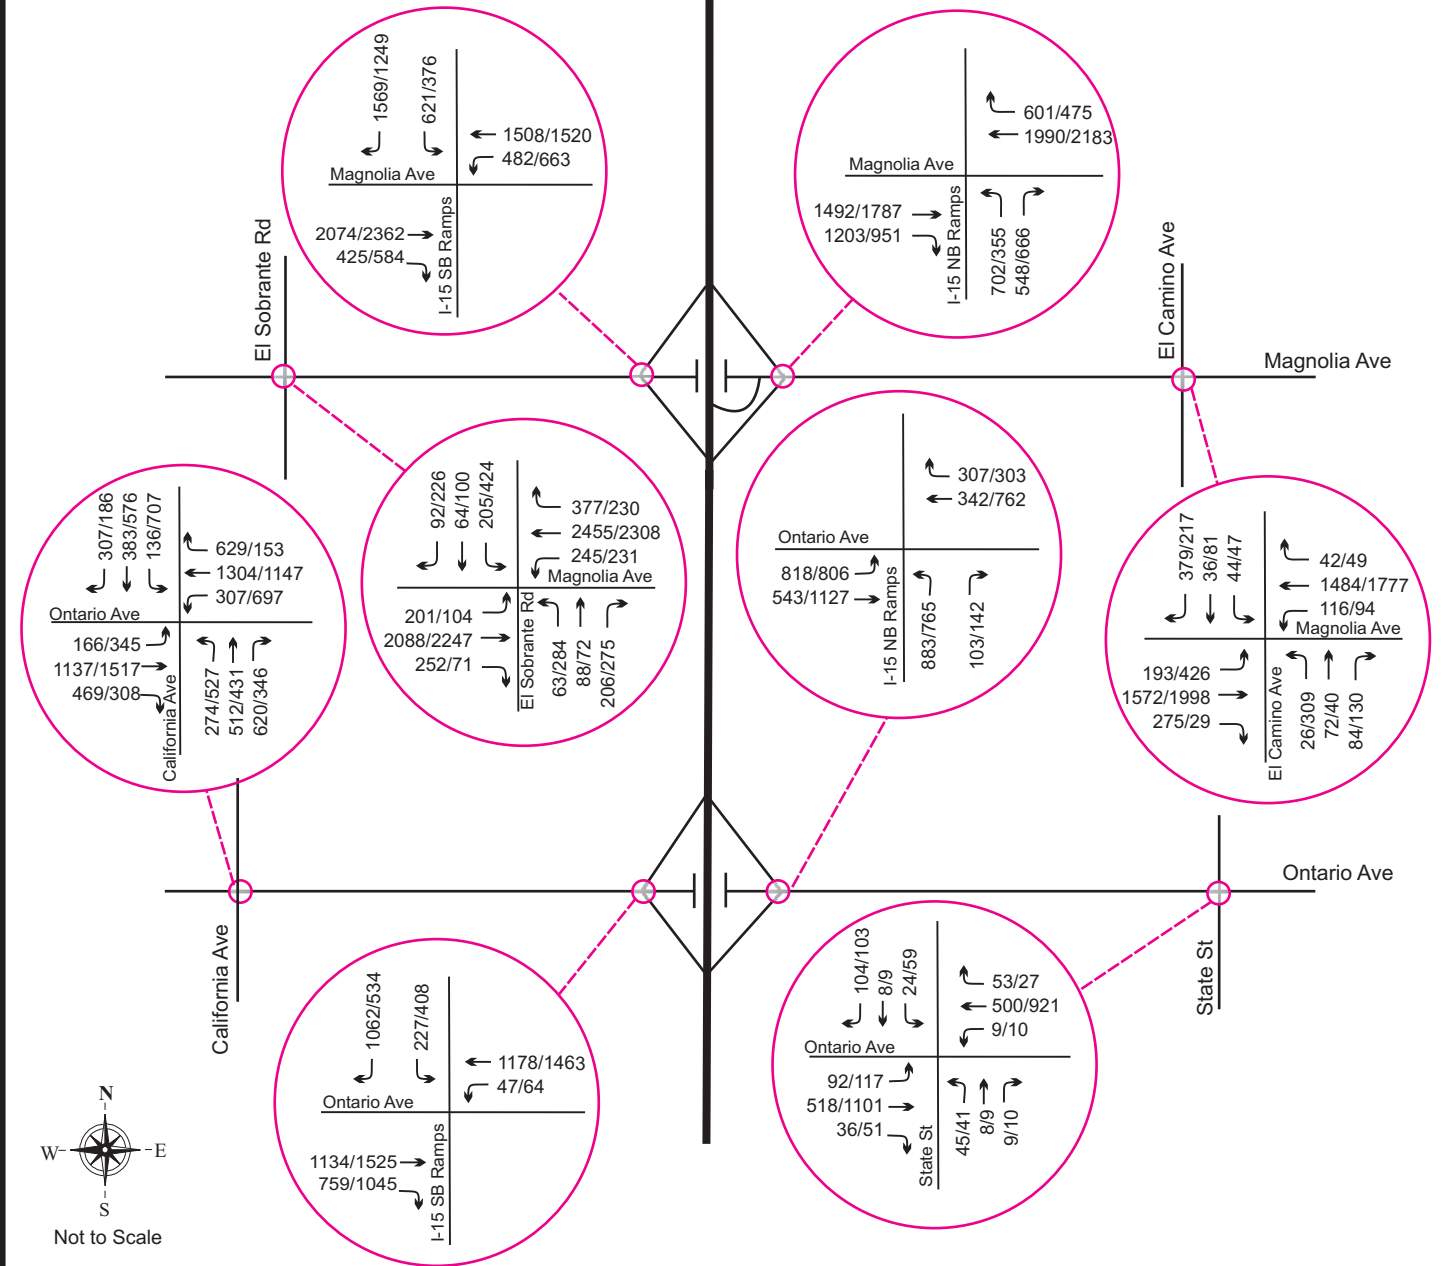 1569/1249
621/376
1508/1520
482/663
Magnolia Ave
2074/2362
425/584
I-15 SB Ramps
601/475
1990/2183
Magnolia Ave
1492/1787
1203/951
I-15 NB Ramps
702/355
548/666
El Sobrante Rd
El Camino Ave
Magnolia Ave
307/186
383/576
136/707
629/153
1304/1147
307/697
Ontario Ave
166/345
1137/1517
469/308
California Ave
274/527
512/431
620/346
92/226
64/100
205/424
377/230
2455/2308
245/231
Magnolia Ave
201/104
2088/2247
252/71
El Sobrante Rd
63/284
88/72
206/275
307/303
342/762
Ontario Ave
818/806
543/1127
I-15 NB Ramps
883/765
103/142
379/217
36/81
44/47
42/49
1484/1777
116/94
Magnolia Ave
193/426
1572/1998
275/29
El Camino Ave
26/309
72/40
84/130
Ontario Ave
California Ave
State St
1062/534
227/408
1178/1463
47/64
Ontario Ave
1134/1525
759/1045
I-15 SB Ramps
104/103
8/9
24/59
53/27
500/921
9/10
Ontario Ave
92/117
518/1101
36/51
State St
45/41
8/9
9/10
N
W
E
S
Not to Scale